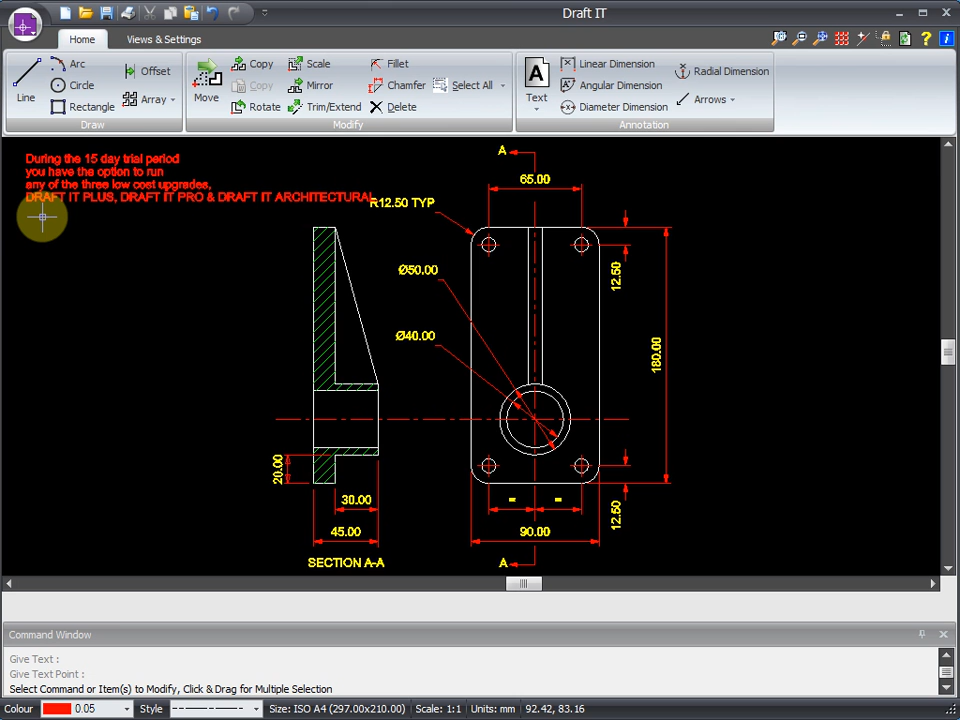 Draft IT
Home
Views & Settings
Line
Arc
Circle
Rectangle
Offset
Array
Draw
Move
Copy
Copy
Rotate
Scale
Mirror
Trim/Extend
Fillet
Chamfer
Delete
Select All
Modify
A
Text
Linear Dimension
Angular Dimension
Diameter Dimension
Radial Dimension
Arrows
Annotation
During the 15 day trial period
you have the option to run
any of the three low cost upgrades,
DRAFT IT PLUS, DRAFT IT PRO & DRAFT IT ARCHITECTURAL
A
65.00
R12.50 TYP
Ø50.00
12.50
Ø40.00
180.00
20.00
30.00
= =
12.50
45.00
90.00
SECTION A-A
A
Command Window
Give Text :
Give Text Point :
Select Command or Item(s) to Modify, Click & Drag for Multiple Selection
Colour 0.05 Style Size: ISO A4 (297.00x210.00) Scale: 1:1 Units: mm 92.42, 83.16